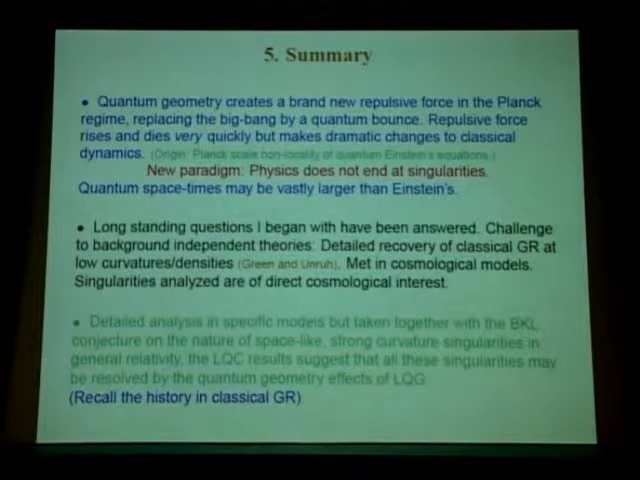 5. Summary
• Quantum geometry creates a brand new repulsive force in the Planck
regime, replacing the big-bang by a quantum bounce. Repulsive force
rises and dies very quickly but makes dramatic changes to classical
dynamics. (Origin: Planck scale non-locality of quantum Einstein's equations.)
New paradigm: Physics does not end at singularities.
Quantum space-times may be vastly larger than Einstein's.
• Long standing questions I began with have been answered. Challenge
to background independent theories: Detailed recovery of classical GR at
low curvatures/densities (Green and Unruh). Met in cosmological models.
Singularities analyzed are of direct cosmological interest.
• Detailed analysis in specific models but taken together with the BKL
conjecture on the nature of space-like, strong curvature singularities in
general relativity, the LQC results suggest that all these singularities may
be resolved by the quantum geometry effects of LQG.
(Recall the history in classical GR)